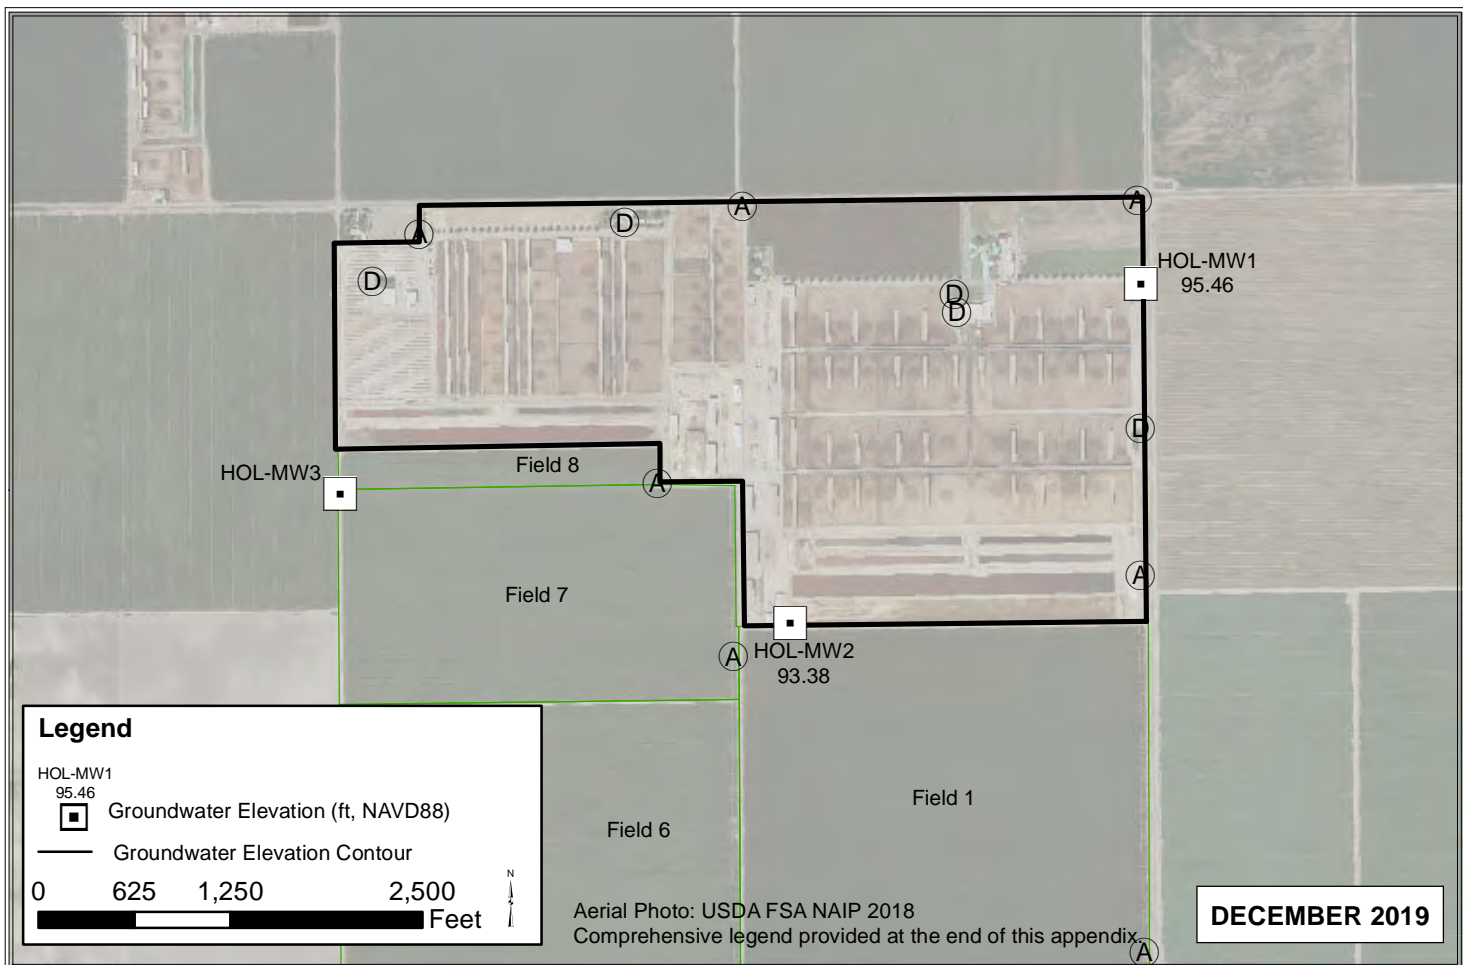 A
A
A
D
D
HOL-MW1
95.46
D
D
D
HOL-MW3
Field 8
A
A
Field 7
A
HOL-MW2
93.38
Legend
HOL-MW1
95.46
Groundwater Elevation (ft, NAVD88)
Groundwater Elevation Contour
0 625 1,250 2,500
Feet
N
Field 1
Field 6
Aerial Photo: USDA FSA NAIP 2018
Comprehensive legend provided at the end of this appendix.
A
DECEMBER 2019